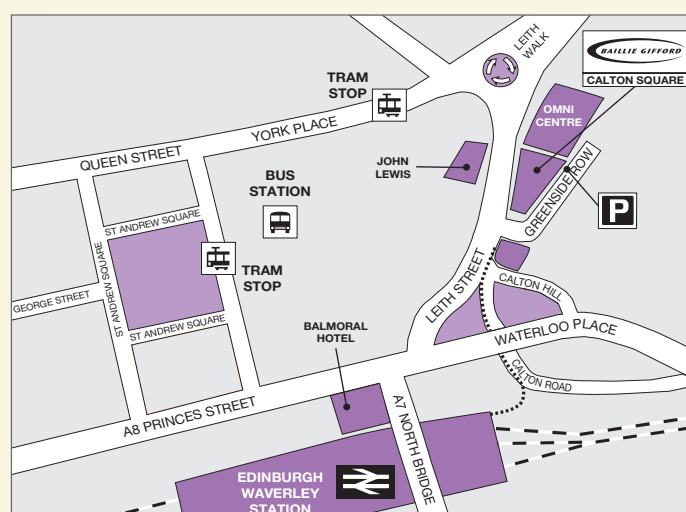 LEITH
WALK
BAILLIE GIFFORD
CALTON SQUARE
TRAM
STOP
OMNI
CENTRE
YORK PLACE
QUEEN STREET
JOHN
LEWIS
GREENSIDE ROW
BUS
STATION
P
ST ANDREW SQUARE
ST ANDREW SQUARE
TRAM
STOP
LEITH STREET
CALTON HILL
GEORGE STREET
ST ANDREW SQUARE
BALMORAL
HOTEL
WATERLOO PLACE
CALTON ROAD
A8 PRINCES STREET
A7 NORTH BRIDGE
EDINBURGH
WAVERLEY
STATION